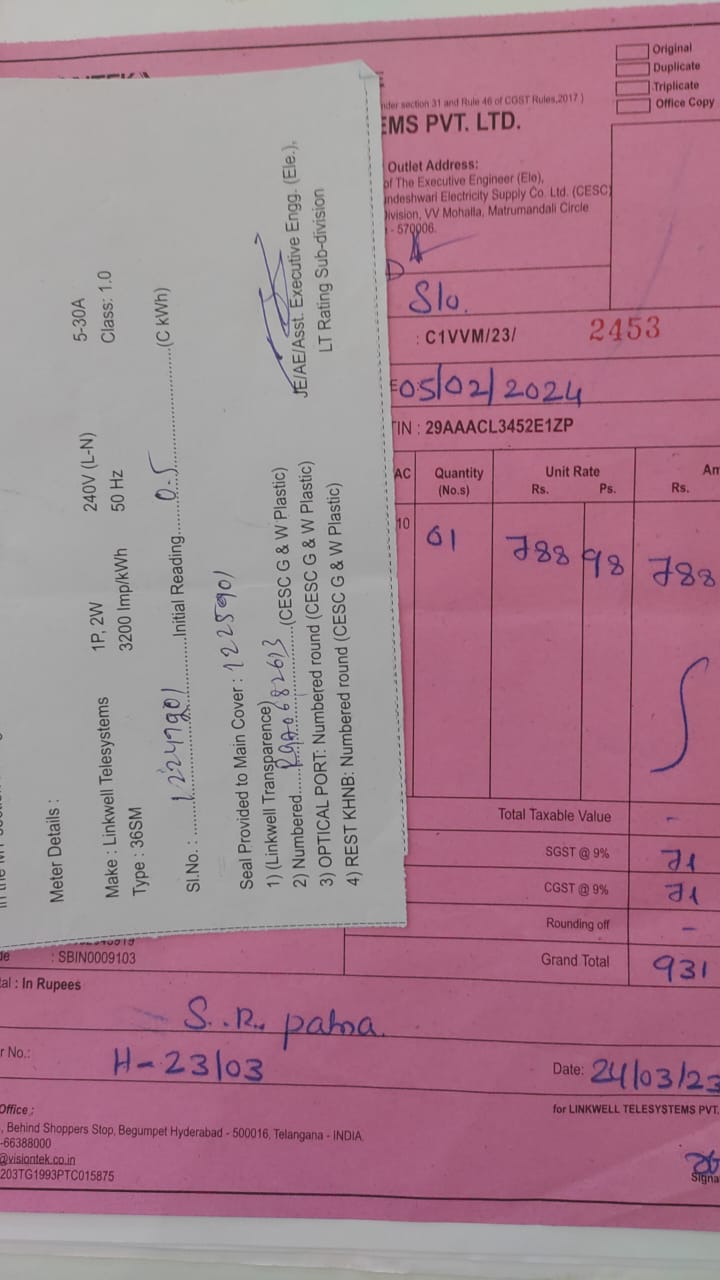 Original
Duplicate
Triplicate
Office Copy
nder section 31 and Rule 46 of CGST Rules,2017 )
EMS PVT. LTD.
Outlet Address:
of The Executive Engineer (Ele),
ndeshwari Electricity Supply Co. Ltd. (CESC)
ivision, VV Mohalla, Matrumandali Circle
- 570006.
S/o.
: C1VVM/23/ 2453
05/02/2024
TIN : 29AAACL3452E1ZP
AC Quantity (No.s) Unit Rate Rs. Ps. Am Rs.
10 01 788 98 788
Total Taxable Value -
SGST @ 9% 71
CGST @ 9% 71
Rounding off -
Grand Total 931
: SBIN0009103
tal : In Rupees
S.R. patna.
r No.: H-23/03
Date: 24/03/23
for LINKWELL TELESYSTEMS PVT.
Office :
, Behind Shoppers Stop, Begumpet Hyderabad - 500016, Telangana - INDIA
-66388000
@visiontek.co.in
203TG1993PTC015875
Signa
Meter Details :
Make : Linkwell Telesystems 1P, 2W 240V (L-N) 5-30A
Type : 36SM 3200 Imp/kWh 50 Hz Class: 1.0
Sl.No. : Initial Reading 0.5 (C kWh)
Seal Provided to Main Cover : 1225901
1) (Linkwell Transparence)
2) Numbered (CESC G & W Plastic)
3) OPTICAL PORT: Numbered round (CESC G & W Plastic)
4) REST KHNB: Numbered round (CESC G & W Plastic)
JE/AE/Asst. Executive Engg. (Ele.),
LT Rating Sub-division